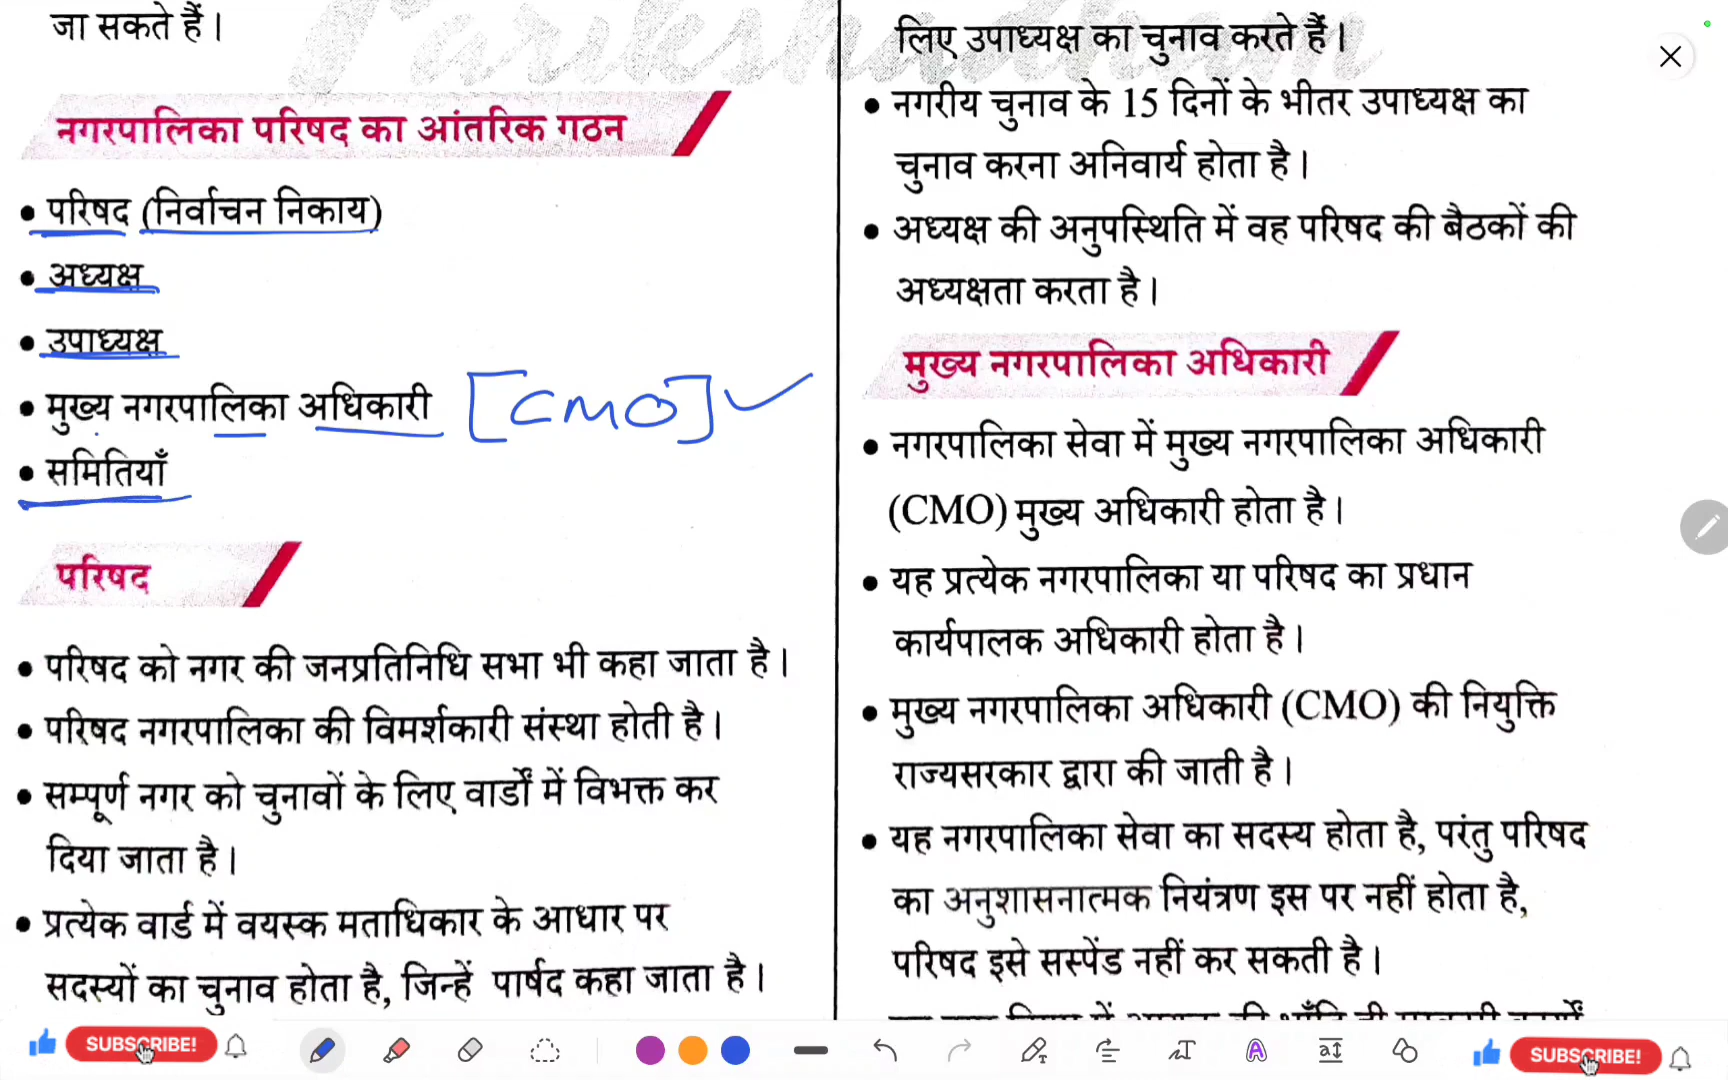 जा सकते हैं।
नगरपालिका परिषद का आंतरिक गठन
• परिषद (निर्वाचन निकाय)
• अध्यक्ष
• उपाध्यक्ष
• मुख्य नगरपालिका अधिकारी [CMO]
• समितियाँ
परिषद
• परिषद को नगर की जनप्रतिनिधि सभा भी कहा जाता है।
• परिषद नगरपालिका की विमर्शकारी संस्था होती है।
• सम्पूर्ण नगर को चुनावों के लिए वार्डों में विभक्त कर
दिया जाता है।
• प्रत्येक वार्ड में वयस्क मताधिकार के आधार पर
सदस्यों का चुनाव होता है, जिन्हें पार्षद कहा जाता है।
लिए उपाध्यक्ष का चुनाव करते हैं।
• नगरीय चुनाव के 15 दिनों के भीतर उपाध्यक्ष का
चुनाव करना अनिवार्य होता है।
• अध्यक्ष की अनुपस्थिति में वह परिषद की बैठकों की
अध्यक्षता करता है।
मुख्य नगरपालिका अधिकारी
• नगरपालिका सेवा में मुख्य नगरपालिका अधिकारी
(CMO) मुख्य अधिकारी होता है।
• यह प्रत्येक नगरपालिका या परिषद का प्रधान
कार्यपालक अधिकारी होता है।
• मुख्य नगरपालिका अधिकारी (CMO) की नियुक्ति
राज्यसरकार द्वारा की जाती है।
• यह नगरपालिका सेवा का सदस्य होता है, परंतु परिषद
का अनुशासनात्मक नियंत्रण इस पर नहीं होता है,
परिषद इसे सस्पेंड नहीं कर सकती है।
SUBSCRIBE!
SUBSCRIBE!